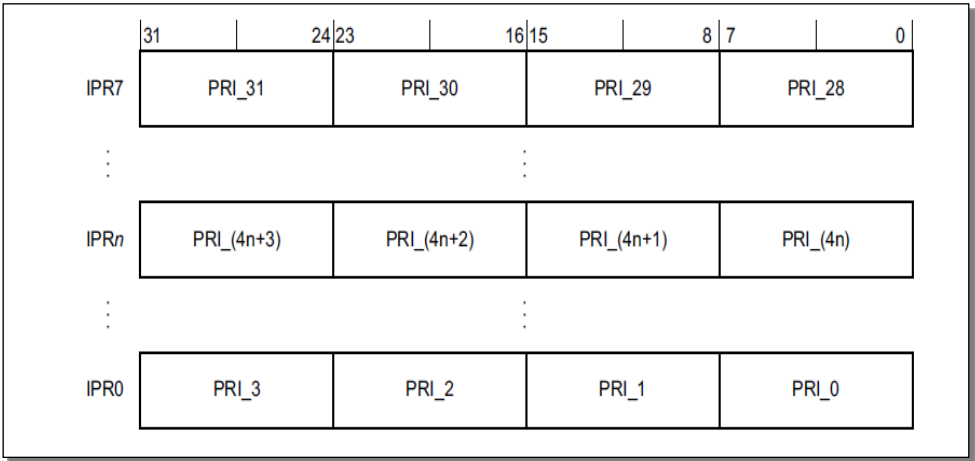 31 24 23 16 15 8 7 0
IPR7 PRI_31 PRI_30 PRI_29 PRI_28
IPRn PRI_(4n+3) PRI_(4n+2) PRI_(4n+1) PRI_(4n)
IPR0 PRI_3 PRI_2 PRI_1 PRI_0